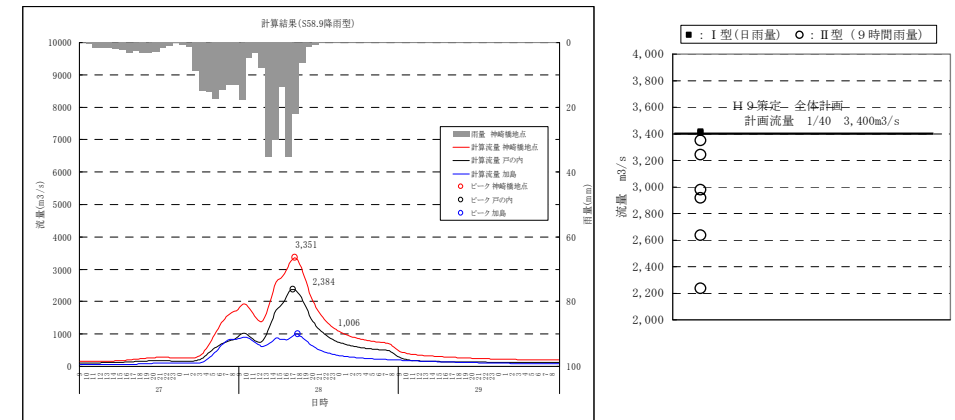 計算結果(S58.9降雨型)
10000
9000
8000
7000
6000
5000
4000
3000
2000
1000
0
流量(m3/s)
0
20
40
60
80
100
雨量(mm)
雨量 神崎橋地点
計算流量 神崎橋地点
計算流量 戸の内
計算流量 加島
ピーク 神崎橋地点
ピーク 戸の内
ピーク 加島
3,351
2,384
1,006
27
28
29
日時
■ : Ⅰ型(日雨量) ○ : Ⅱ型 (9時間雨量)
4,000
3,800
3,600
3,400
3,200
3,000
2,800
2,600
2,400
2,200
2,000
流量 m3/s
H9策定 全体計画
計画流量 1/40 3,400m3/s